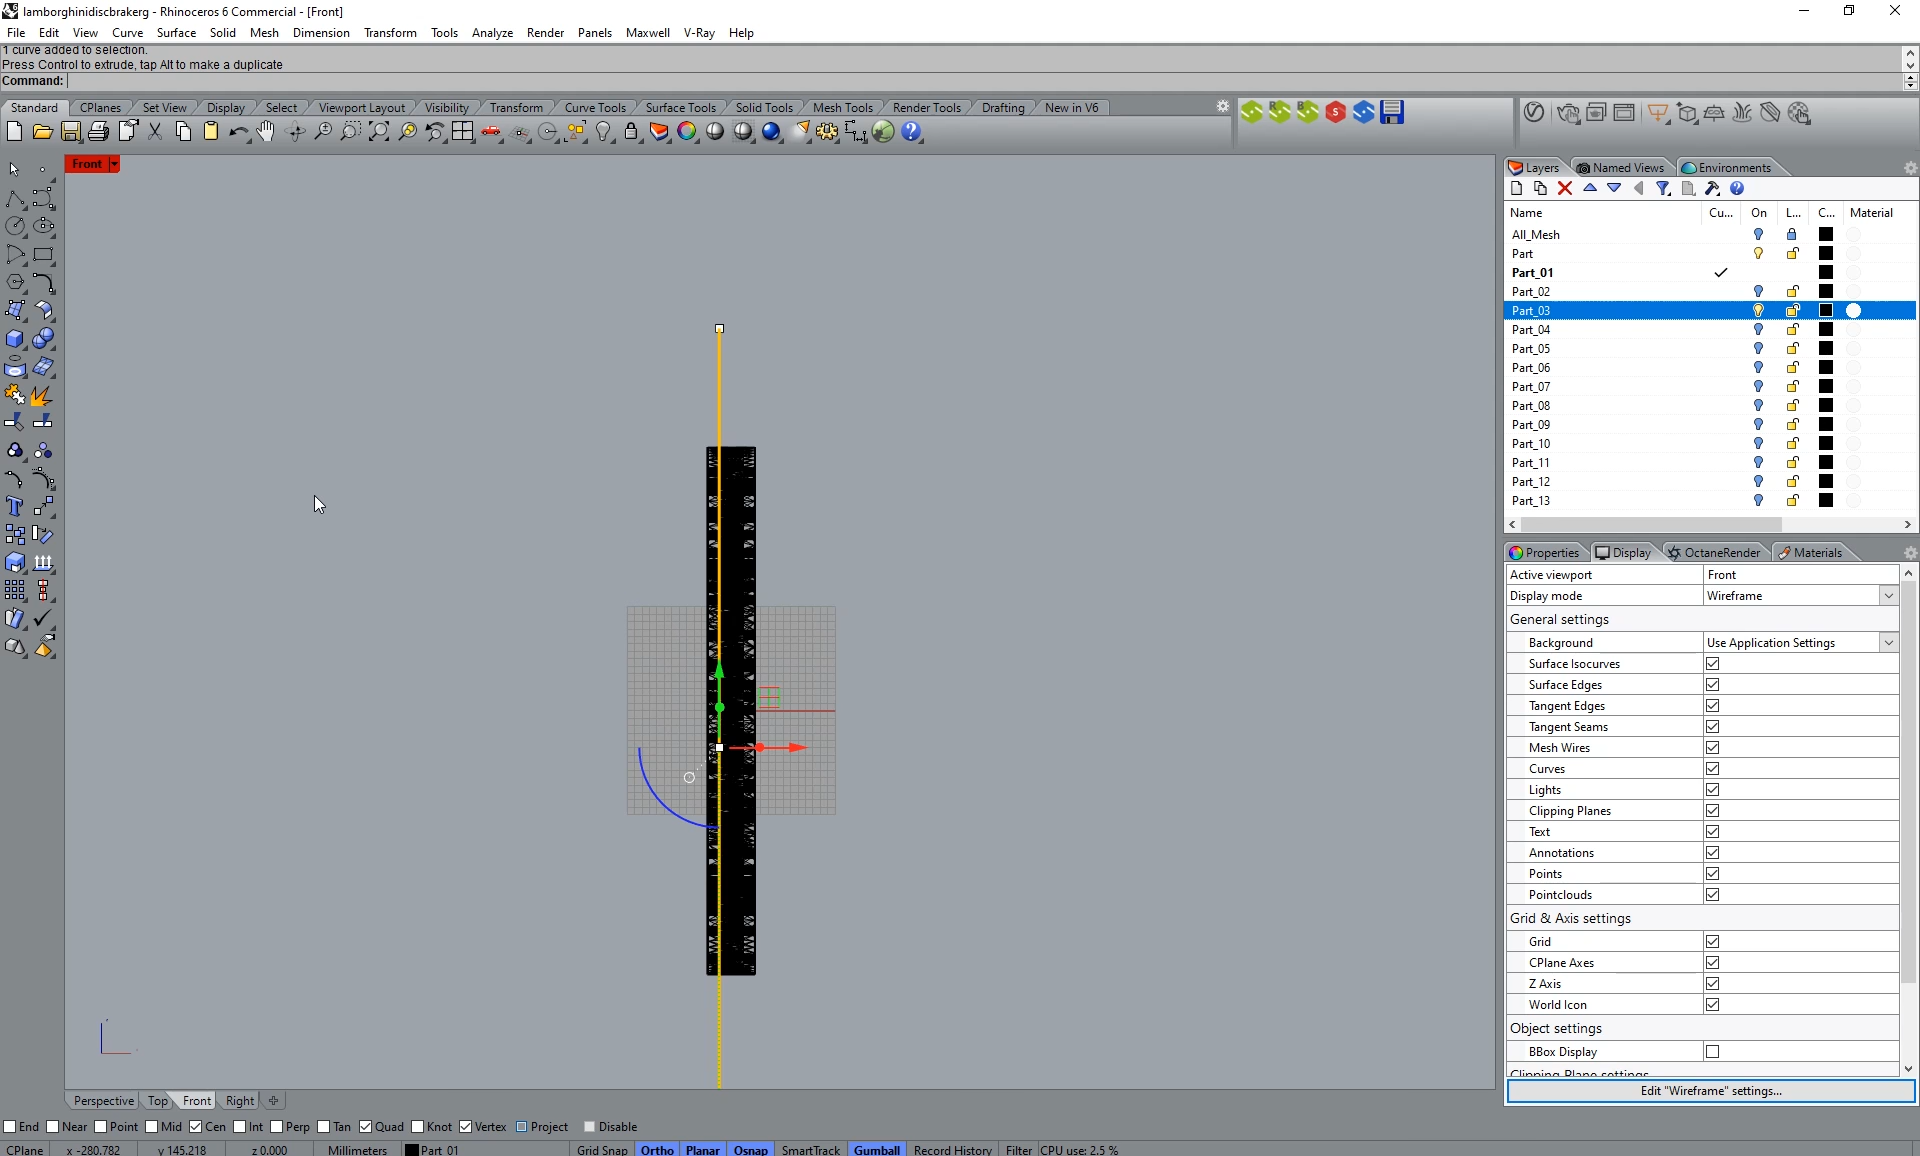 lamborghinidiscbrakerg - Rhinoceros 6 Commercial - [Front]
File Edit View Curve Surface Solid Mesh Dimension Transform Tools Analyze Render Panels Maxwell V-Ray Help
1 curve added to selection.
Press Control to extrude, tap Alt to make a duplicate
Command:
Standard CPlanes Set View Display Select Viewport Layout Visibility Transform Curve Tools Surface Tools Solid Tools Mesh Tools Render Tools Drafting New in V6
Front
Layers Named Views Environments
Name Cu... On L... C... Material
All_Mesh
Part
Part_01
Part_02
Part_03
Part_04
Part_05
Part_06
Part_07
Part_08
Part_09
Part_10
Part_11
Part_12
Part_13
Properties Display OctaneRender Materials
Active viewport Front
Display mode Wireframe
General settings
Background Use Application Settings
Surface Isocurves
Surface Edges
Tangent Edges
Tangent Seams
Mesh Wires
Curves
Lights
Clipping Planes
Text
Annotations
Points
Pointclouds
Grid & Axis settings
Grid
CPlane Axes
Z Axis
World Icon
Object settings
BBox Display
Clipping Plane settings
Edit "Wireframe" settings...
Perspective Top Front Right
End Near Point Mid Cen Int Perp Tan Quad Knot Vertex Project Disable
CPlane x -280.782 y 145.218 z 0.000 Millimeters Part_01 Grid Snap Ortho Planar Osnap SmartTrack Gumball Record History Filter CPU use: 2.5 %